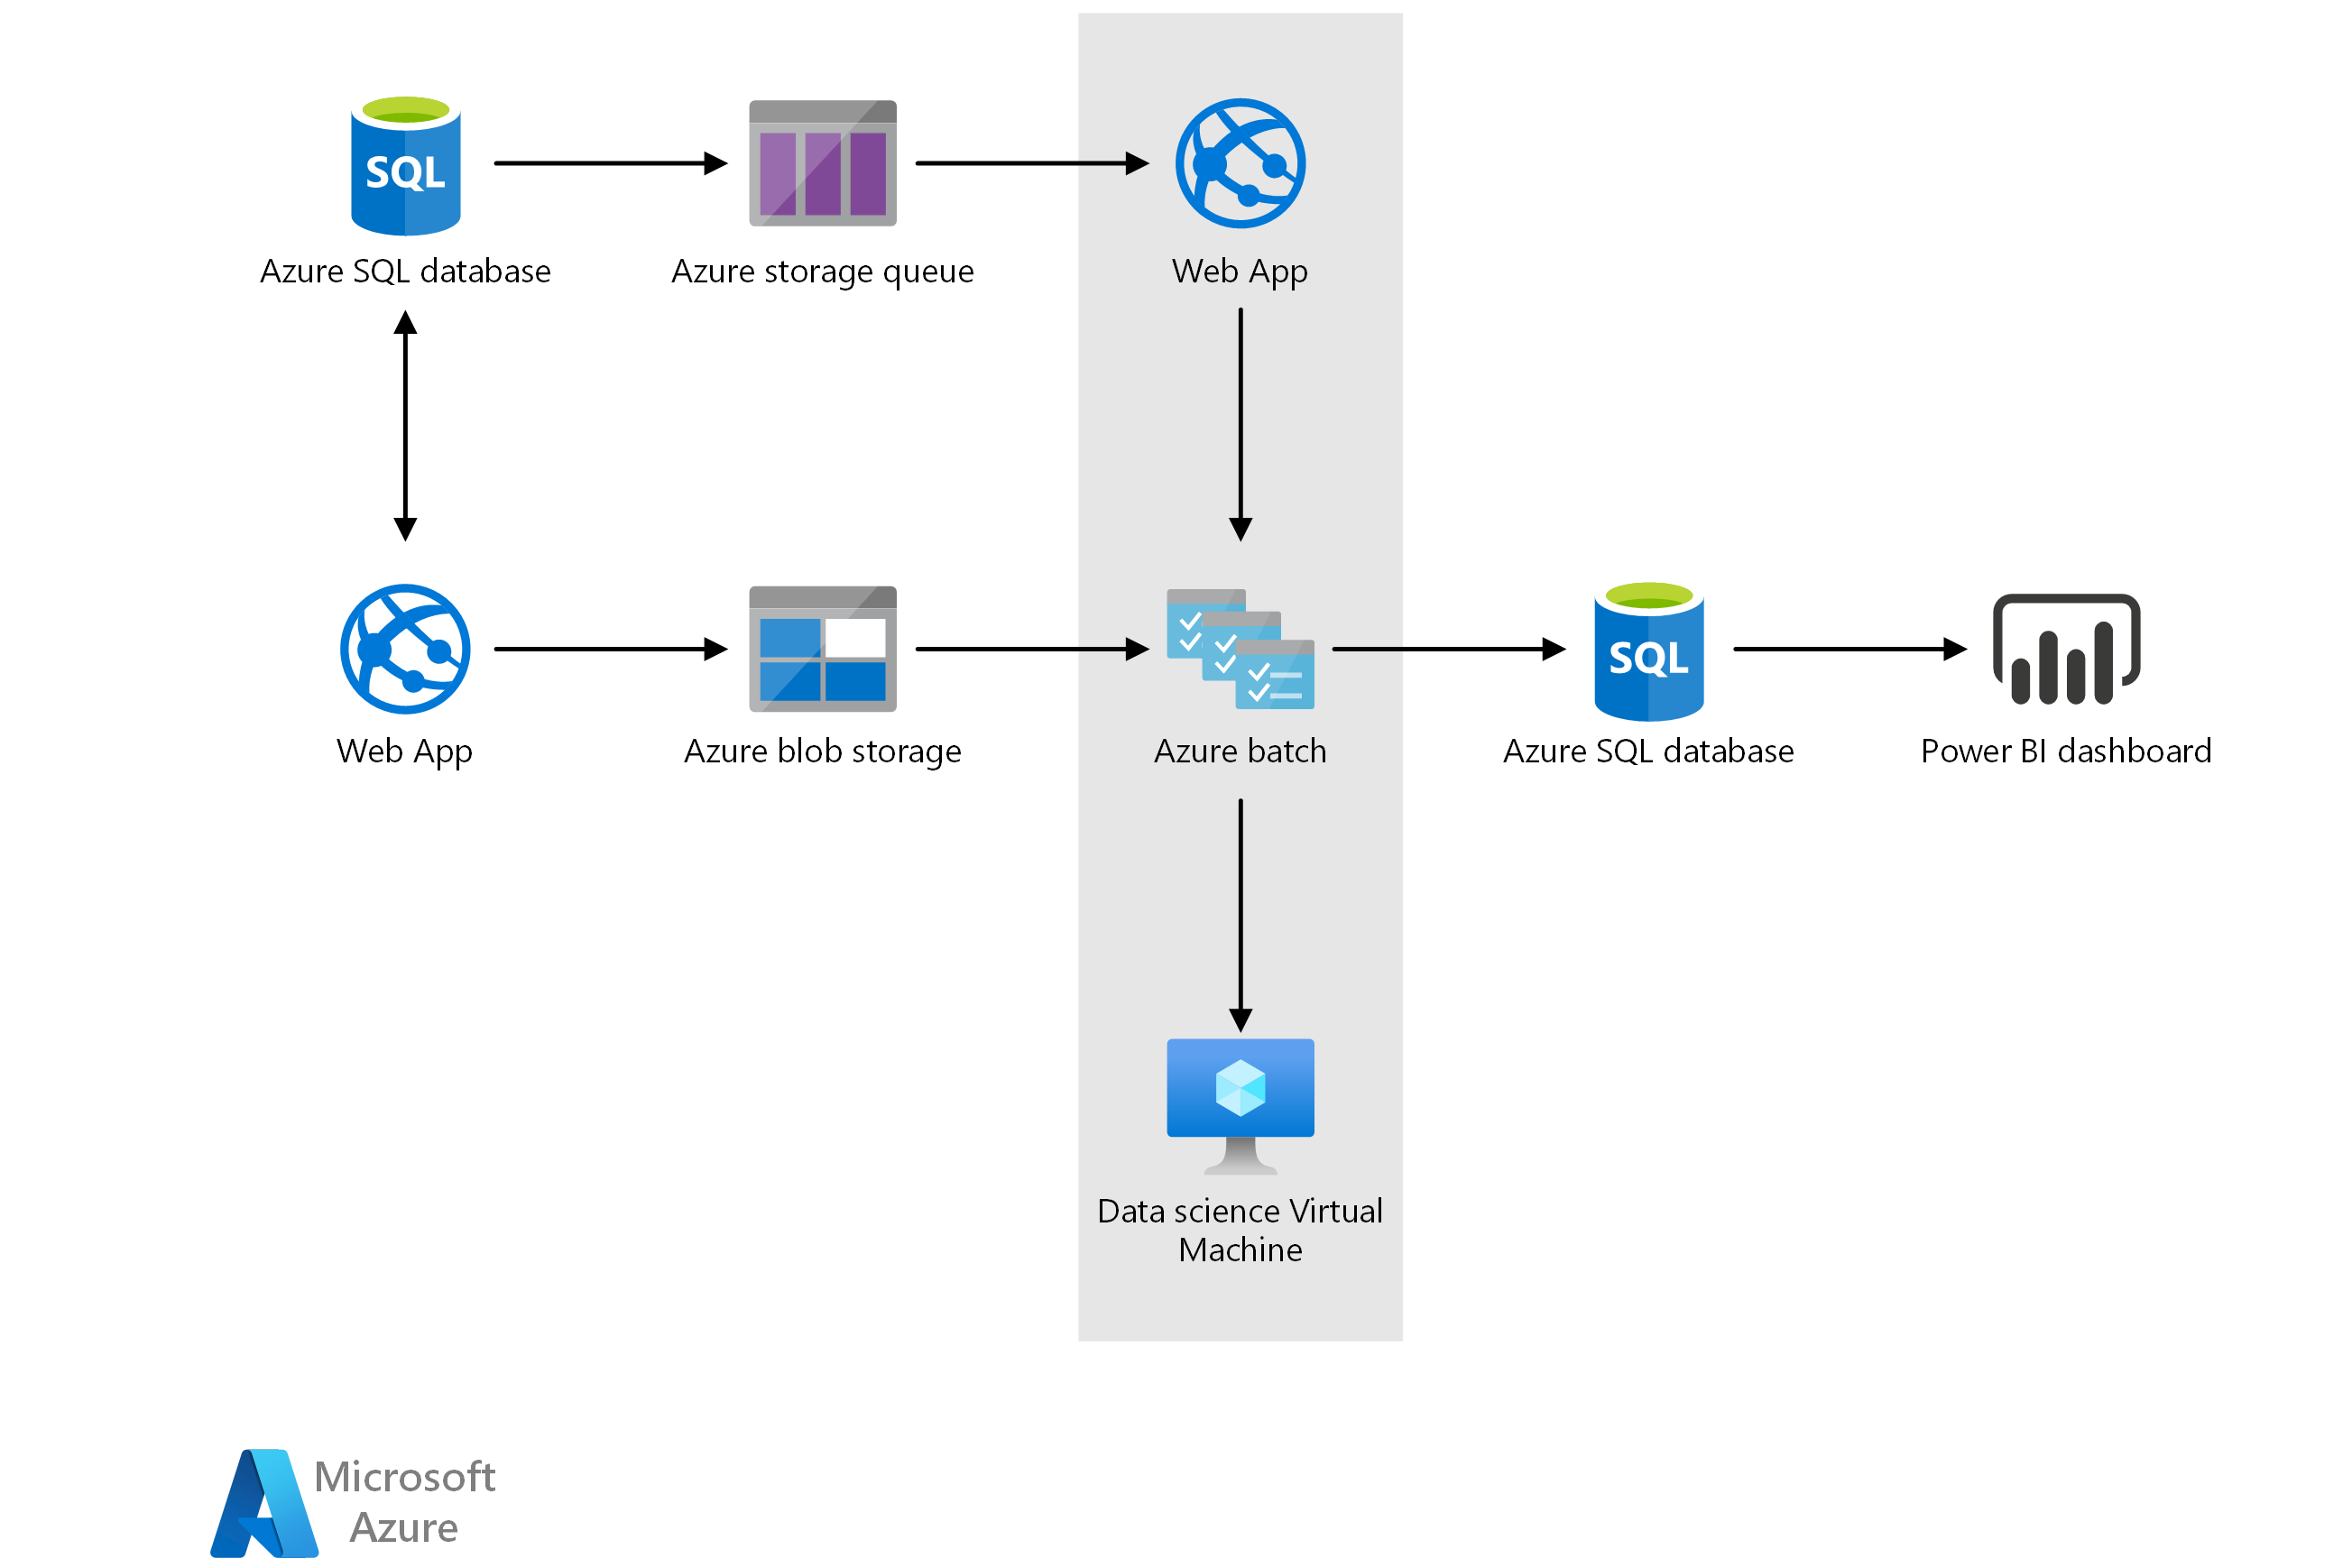 SQL
Azure SQL database
Azure storage queue
Web App
Web App
Azure blob storage
Azure batch
SQL
Azure SQL database
Power BI dashboard
Data science Virtual
Machine
Microsoft
Azure